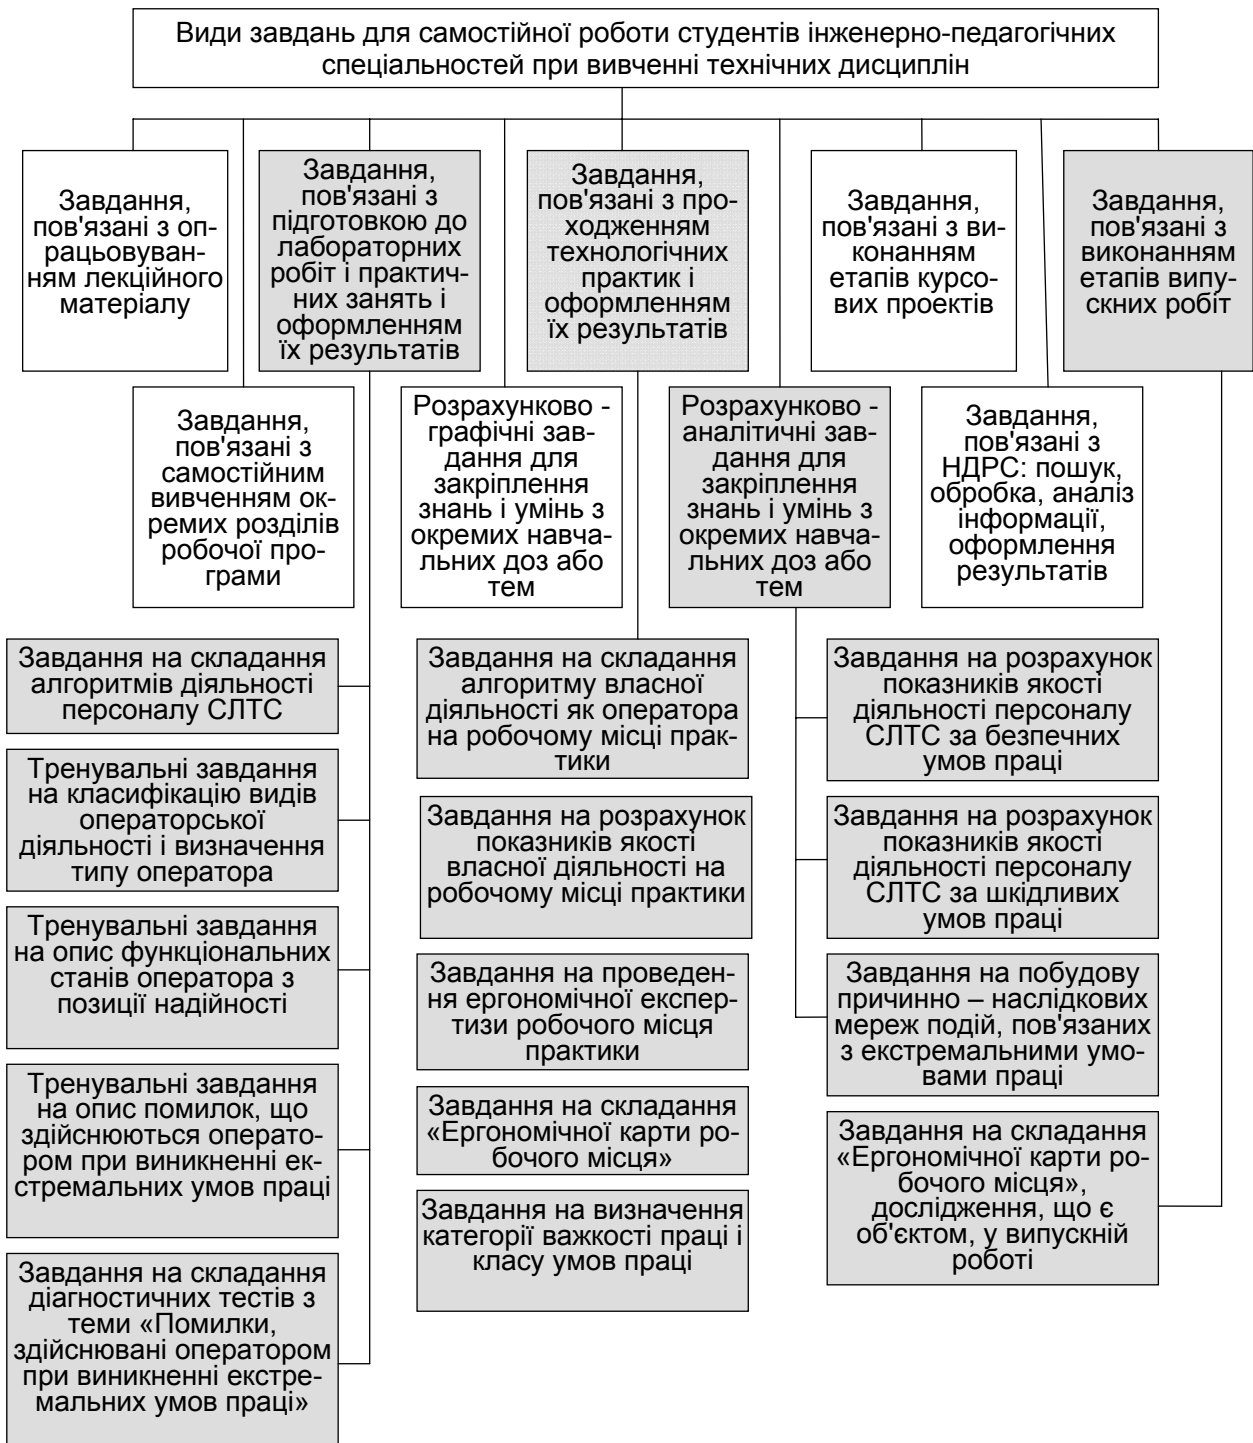 Види завдань для самостійної роботи студентів інженерно-педагогічних
спеціальностей при вивченні технічних дисциплін
Завдання,
пов'язані з оп-
рацьовуван-
ням лекційного
матеріалу
Завдання,
пов'язані з
підготовкою до
лабораторних
робіт і практич-
них занять і
оформленням
їх результатів
Завдання,
пов'язані з про-
ходженням
технологічних
практик і
оформленням
їх результатів
Завдання,
пов'язані з ви-
конанням
етапів курсо-
вих проектів
Завдання,
пов'язані з
виконанням
етапів випу-
скних робіт
Завдання,
пов'язані з
самостійним
вивченням ок-
ремих розділів
робочої про-
грами
Розрахунково -
графічні зав-
дання для
закріплення
знань і умінь з
окремих навча-
льних доз або
тем
Розрахунково -
аналітичні зав-
дання для
закріплення
знань і умінь з
окремих навча-
льних доз або
тем
Завдання,
пов'язані з
НДРС: пошук,
обробка, аналіз
інформації,
оформлення
результатів
Завдання на складання
алгоритмів діяльності
персоналу СЛТС
Тренувальні завдання
на класифікацію видів
операторської
діяльності і визначення
типу оператора
Тренувальні завдання
на опис функціональних
станів оператора з
позиції надійності
Тренувальні завдання
на опис помилок, що
здійснюються операто-
ром при виникненні ек-
стремальних умов праці
Завдання на складання
діагностичних тестів з
теми «Помилки,
здійснювані оператором
при виникненні екстре-
мальних умов праці»
Завдання на складання
алгоритму власної
діяльності як оператора
на робочому місці прак-
тики
Завдання на розрахунок
показників якості
власної діяльності на
робочому місці практики
Завдання на проведен-
ня ергономічної експер-
тизи робочого місця
практики
Завдання на складання
«Ергономічної карти ро-
бочого місця»
Завдання на визначення
категорії важкості праці і
класу умов праці
Завдання на розрахунок
показників якості
діяльності персоналу
СЛТС за безпечних
умов праці
Завдання на розрахунок
показників якості
діяльності персоналу
СЛТС за шкідливих
умов праці
Завдання на побудову
причинно – наслідкових
мереж подій, пов'язаних
з екстремальними умо-
вами праці
Завдання на складання
«Ергономічної карти ро-
бочого місця»,
дослідження, що є
об'єктом, у випускній
роботі